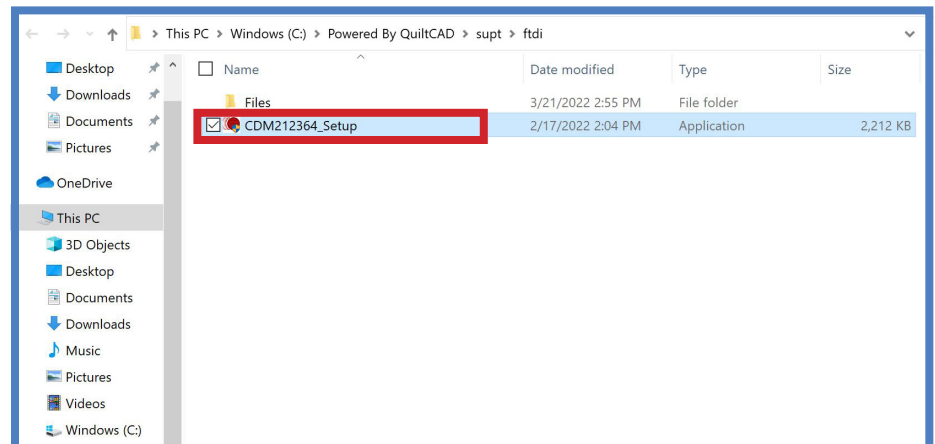 This PC > Windows (C:) > Powered By QuiltCAD > supt > ftdi
Desktop
Downloads
Documents
Pictures
OneDrive
This PC
3D Objects
Desktop
Documents
Downloads
Music
Pictures
Videos
Windows (C:)
Name Date modified Type Size
Files 3/21/2022 2:55 PM File folder
CDM212364_Setup 2/17/2022 2:04 PM Application 2,212 KB